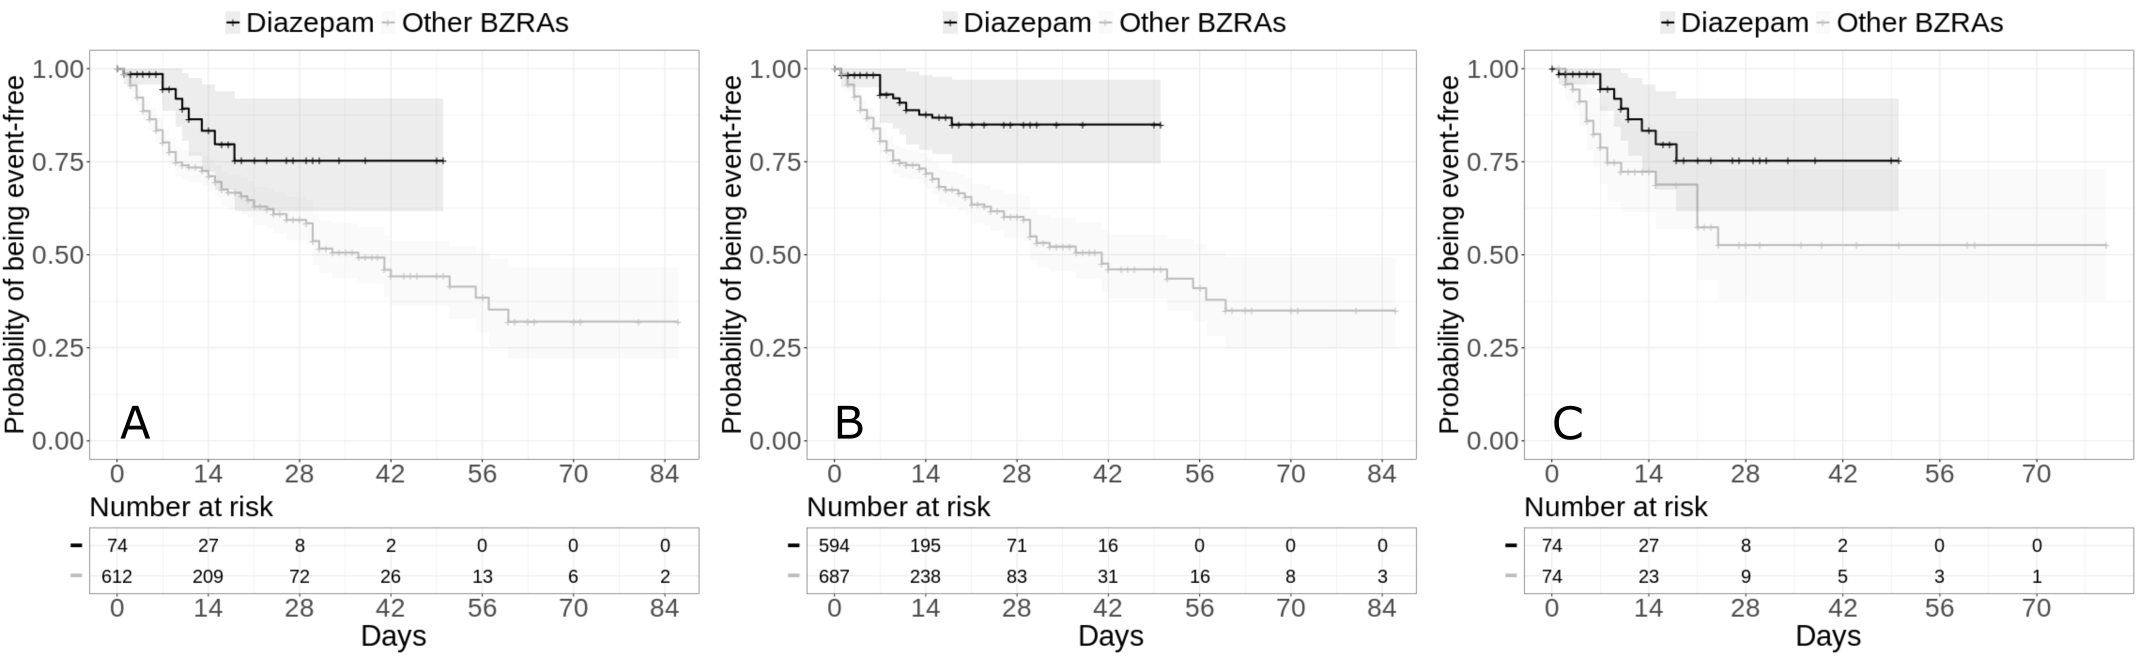 Diazepam Other BZRAs
Probability of being event-free
1.00
0.75
0.50
0.25
0.00
A
0 14 28 42 56 70 84
Number at risk
74 27 8 2 0 0 0
612 209 72 26 13 6 2
0 14 28 42 56 70 84
Days
Diazepam Other BZRAs
Probability of being event-free
1.00
0.75
0.50
0.25
0.00
B
0 14 28 42 56 70 84
Number at risk
594 195 71 16 0 0 0
687 238 83 31 16 8 3
0 14 28 42 56 70 84
Days
Diazepam Other BZRAs
Probability of being event-free
1.00
0.75
0.50
0.25
0.00
C
0 14 28 42 56 70
Number at risk
74 27 8 2 0 0
74 23 9 5 3 1
0 14 28 42 56 70
Days